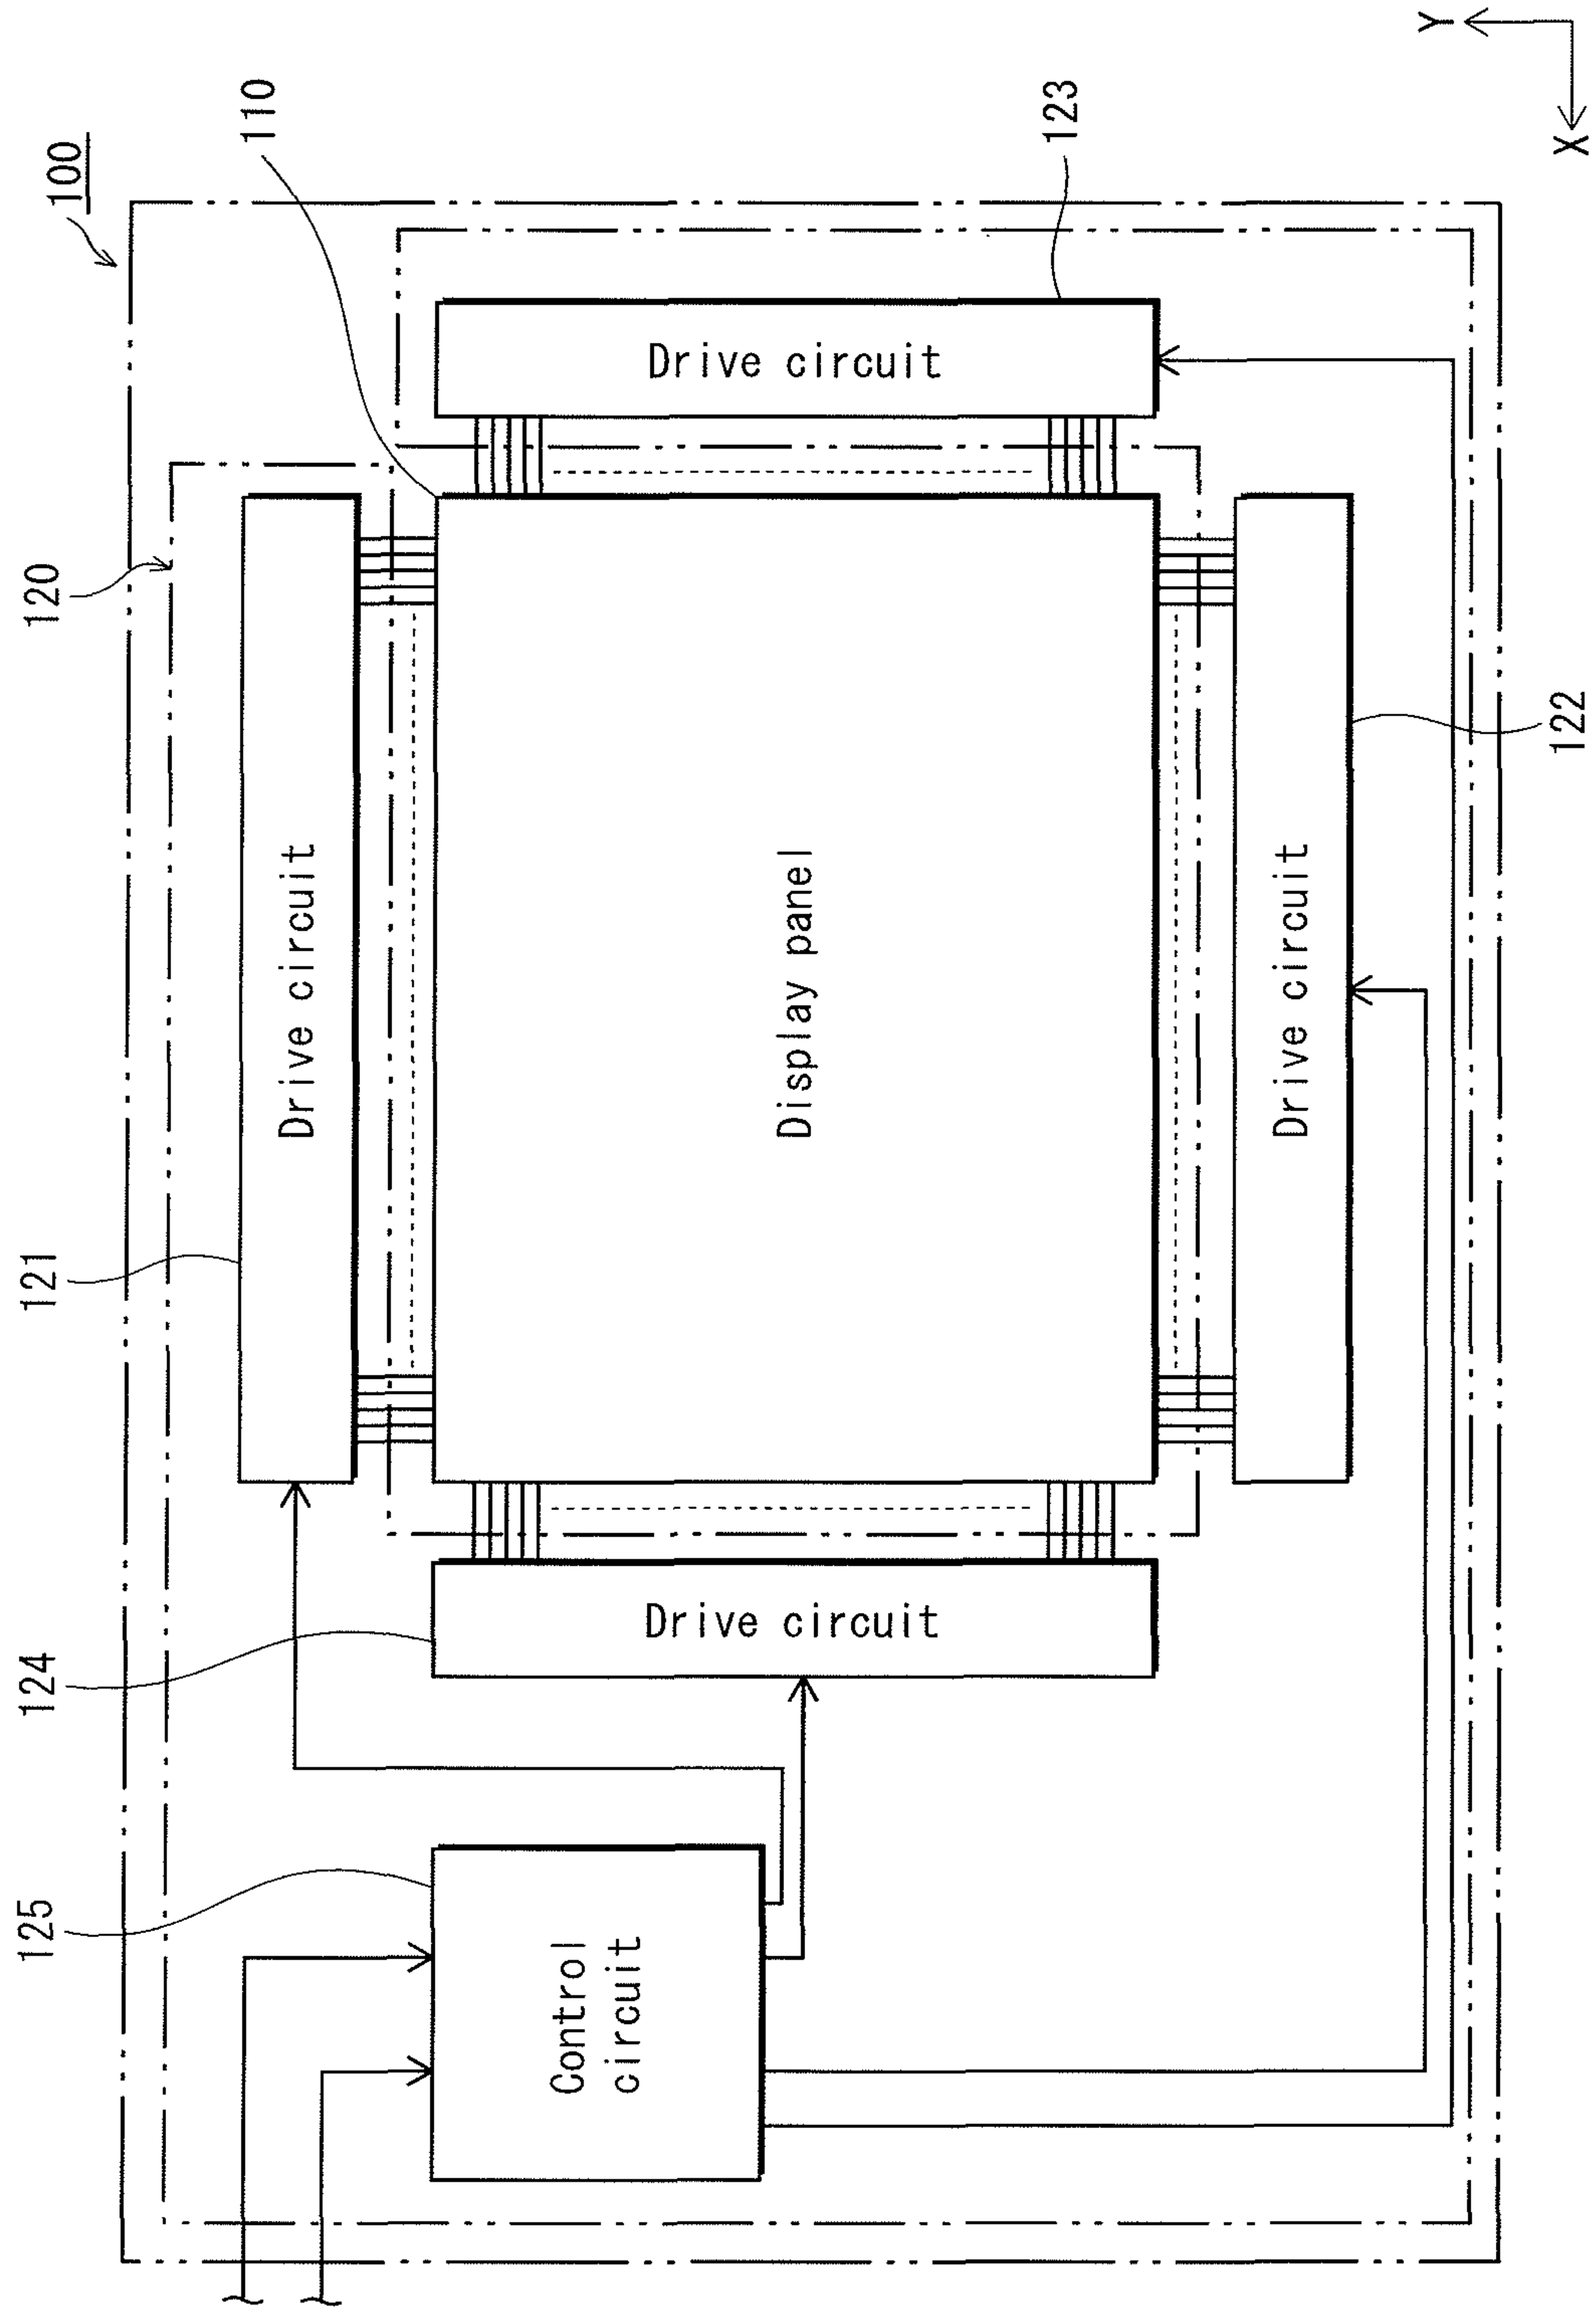 100
110
123
Y
X
Drive circuit
120
121
Drive circuit
Display panel
Drive circuit
122
124
Drive circuit
125
Control
circuit